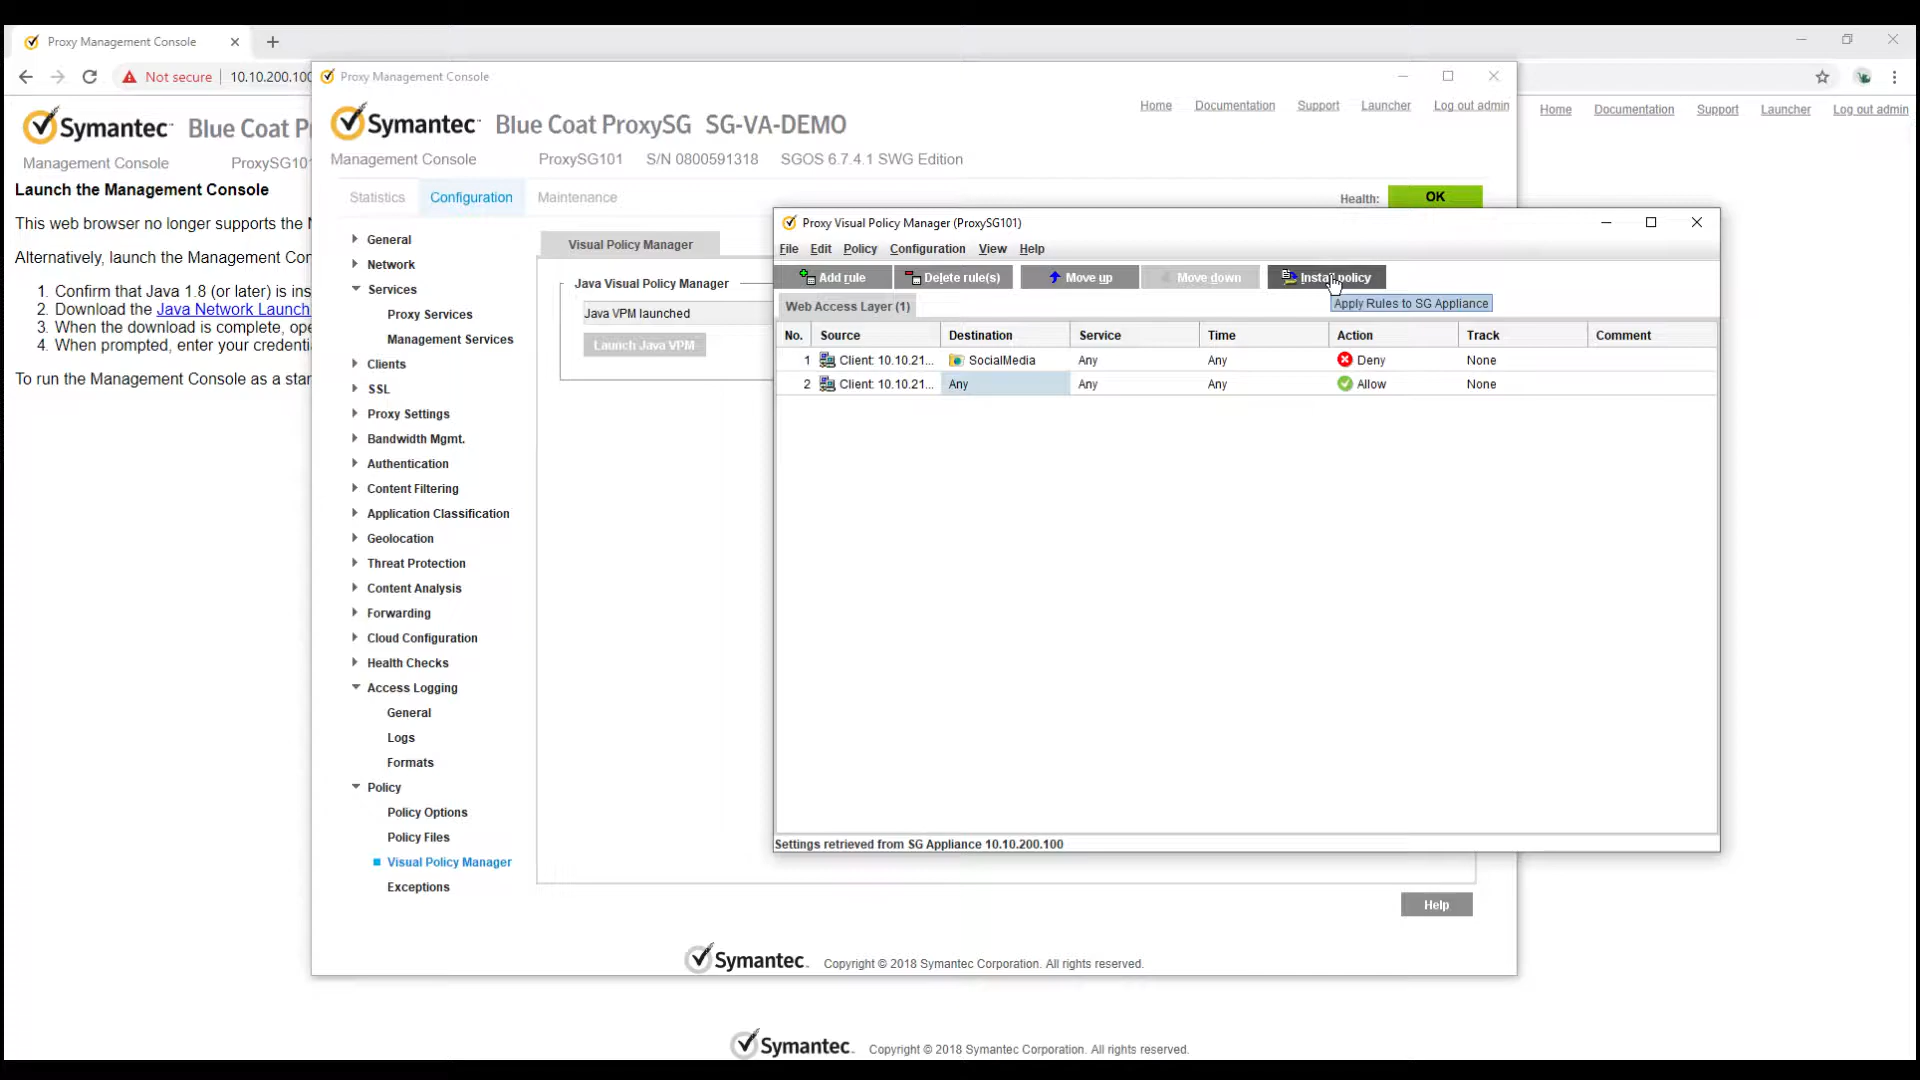 Proxy Management Console
Not secure 10.10.200.100
Symantec Blue Coat P
Management Console ProxySG101
Launch the Management Console
This web browser no longer supports the
Alternatively, launch the Management Con
1. Confirm that Java 1.8 (or later) is ins
2. Download the Java Network Launch
3. When the download is complete, ope
4. When prompted, enter your credenti
To run the Management Console as a star
Home Documentation Support Launcher Log out admin
Proxy Management Console
Home Documentation Support Launcher Log out admin
Symantec Blue Coat ProxySG SG-VA-DEMO
Management Console ProxySG101 S/N 0800591318 SGOS 6.7.4.1 SWG Edition
Statistics Configuration Maintenance
Health: OK
General
Network
Services
Proxy Services
Management Services
Clients
SSL
Proxy Settings
Bandwidth Mgmt.
Authentication
Content Filtering
Application Classification
Geolocation
Threat Protection
Content Analysis
Forwarding
Cloud Configuration
Health Checks
Access Logging
General
Logs
Formats
Policy
Policy Options
Policy Files
Visual Policy Manager
Exceptions
Visual Policy Manager
Java Visual Policy Manager
Java VPM launched
Launch Java VPM
Proxy Visual Policy Manager (ProxySG101)
File Edit Policy Configuration View Help
Add rule Delete rule(s) Move up Move down Install policy
Apply Rules to SG Appliance
Web Access Layer (1)
No. Source Destination Service Time Action Track Comment
1 Client: 10.10.21... SocialMedia Any Any Deny None
2 Client: 10.10.21... Any Any Any Allow None
Settings retrieved from SG Appliance 10.10.200.100
Help
Symantec Copyright © 2018 Symantec Corporation. All rights reserved.
Symantec Copyright © 2018 Symantec Corporation. All rights reserved.